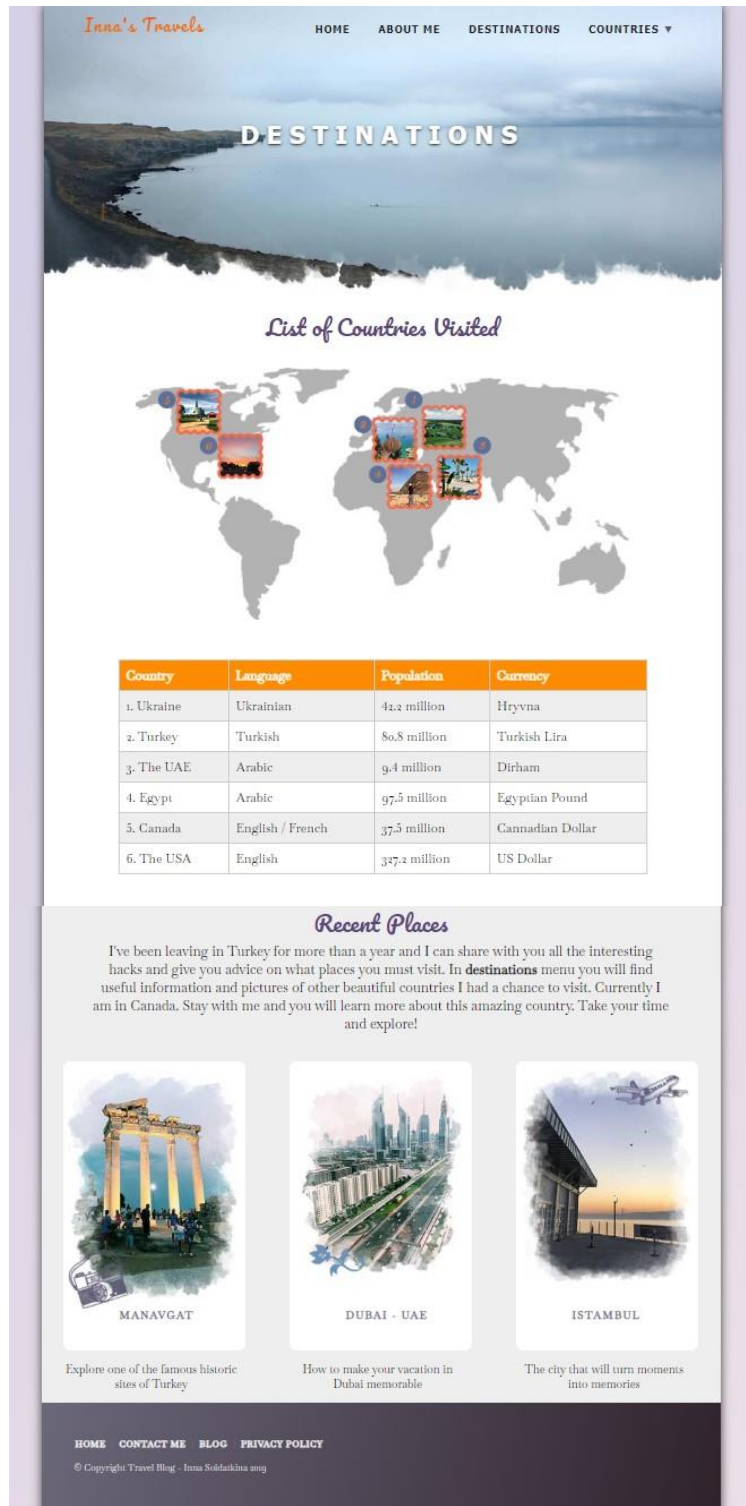 Inna's Travels
HOME ABOUT ME DESTINATIONS COUNTRIES ▼
DESTINATIONS
List of Countries Visited
Country Language Population Currency
1. Ukraine Ukrainian 42.2 million Hryvna
2. Turkey Turkish 80.8 million Turkish Lira
3. The UAE Arabic 9.4 million Dirham
4. Egypt Arabic 97.5 million Egyptian Pound
5. Canada English / French 37.5 million Cannadian Dollar
6. The USA English 327.2 million US Dollar
Recent Places
I've been leaving in Turkey for more than a year and I can share with you all the interesting
hacks and give you advice on what places you must visit. In destinations menu you will find
useful information and pictures of other beautiful countries I had a chance to visit. Currently I
am in Canada. Stay with me and you will learn more about this amazing country. Take your time
and explore!
MANAVGAT
DUBAI - UAE
ISTAMBUL
Explore one of the famous historic
sites of Turkey
How to make your vacation in
Dubai memorable
The city that will turn moments
into memories
HOME CONTACT ME BLOG PRIVACY POLICY
© Copyright Travel Blog - Inna Soldatkina 2019